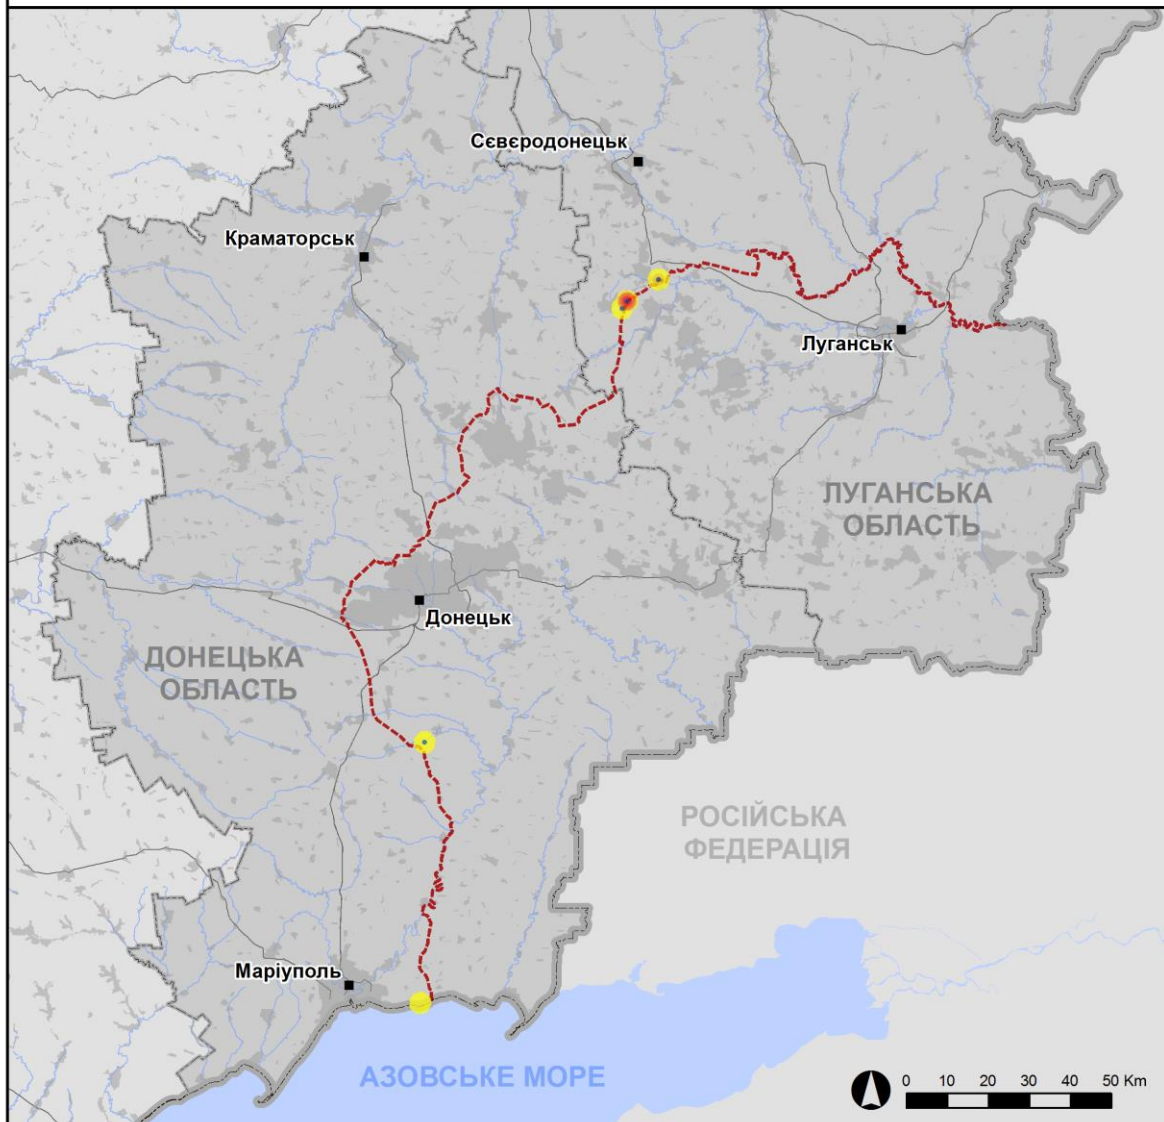 Сєвєродонецьк
Краматорськ
Луганськ
ЛУГАНСЬКА
ОБЛАСТЬ
Донецьк
ДОНЕЦЬКА
ОБЛАСТЬ
РОСІЙСЬКА
ФЕДЕРАЦІЯ
Маріуполь
АЗОВСЬКЕ МОРЕ
0 10 20 30 40 50 Km